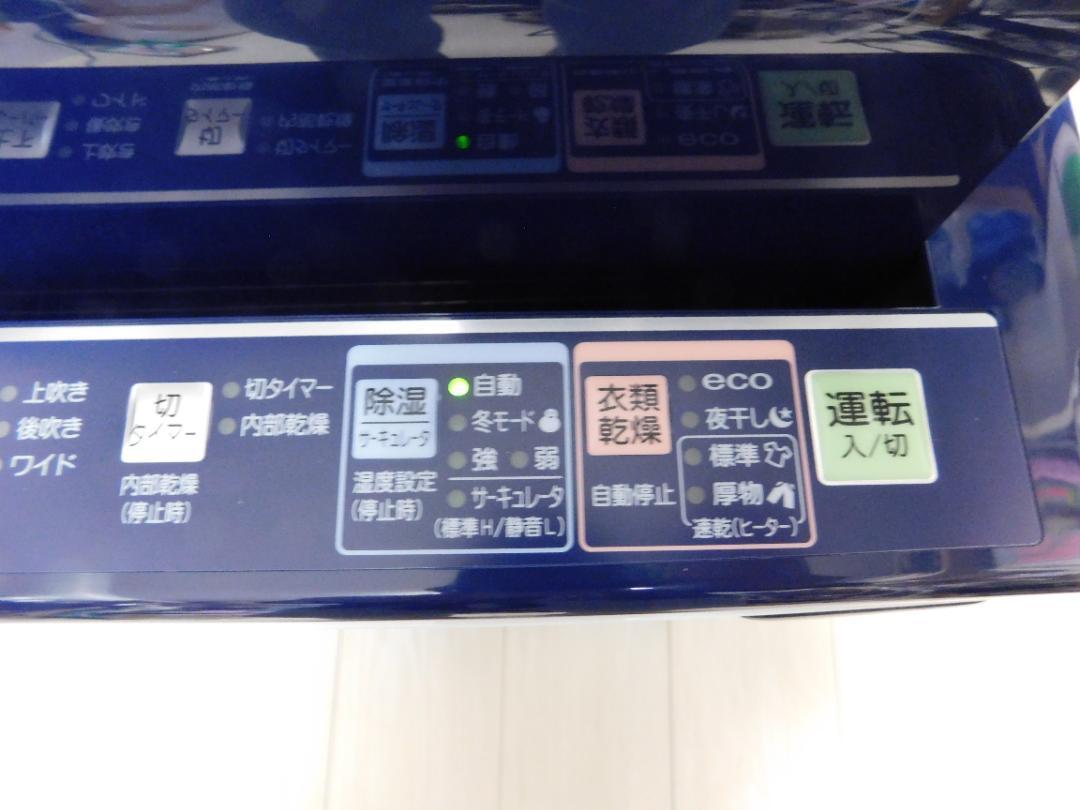 上吹き
後吹き
ワイド
切
タイマー
内部乾燥
(停止時)
切タイマー
内部乾燥
除湿
サーキュレータ
湿度設定
(停止時)
自動
冬モード
強 弱
サーキュレータ
(標準H/静音L)
衣類
乾燥
自動停止
eco
夜干し
標準
厚物
速乾(ヒーター)
運転
入/切